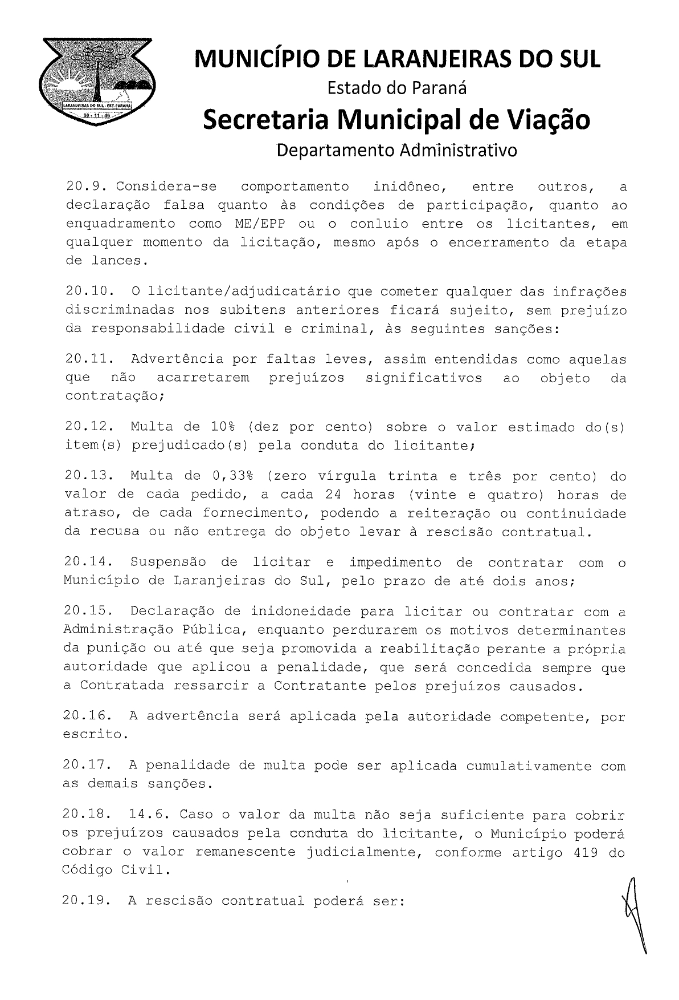 LARANJEIRAS DO SUL - EST. PARANÁ
30 - 11 - 46
MUNICÍPIO DE LARANJEIRAS DO SUL
Estado do Paraná
Secretaria Municipal de Viação
Departamento Administrativo
20.9. Considera-se comportamento inidôneo, entre outros, a
declaração falsa quanto às condições de participação, quanto ao
enquadramento como ME/EPP ou o conluio entre os licitantes, em
qualquer momento da licitação, mesmo após o encerramento da etapa
de lances.
20.10. O licitante/adjudicatário que cometer qualquer das infrações
discriminadas nos subitens anteriores ficará sujeito, sem prejuízo
da responsabilidade civil e criminal, às seguintes sanções:
20.11. Advertência por faltas leves, assim entendidas como aquelas
que não acarretarem prejuízos significativos ao objeto da
contratação;
20.12. Multa de 10% (dez por cento) sobre o valor estimado do(s)
item(s) prejudicado(s) pela conduta do licitante;
20.13. Multa de 0,33% (zero vírgula trinta e três por cento) do
valor de cada pedido, a cada 24 horas (vinte e quatro) horas de
atraso, de cada fornecimento, podendo a reiteração ou continuidade
da recusa ou não entrega do objeto levar à rescisão contratual.
20.14. Suspensão de licitar e impedimento de contratar com o
Município de Laranjeiras do Sul, pelo prazo de até dois anos;
20.15. Declaração de inidoneidade para licitar ou contratar com a
Administração Pública, enquanto perdurarem os motivos determinantes
da punição ou até que seja promovida a reabilitação perante a própria
autoridade que aplicou a penalidade, que será concedida sempre que
a Contratada ressarcir a Contratante pelos prejuízos causados.
20.16. A advertência será aplicada pela autoridade competente, por
escrito.
20.17. A penalidade de multa pode ser aplicada cumulativamente com
as demais sanções.
20.18. 14.6. Caso o valor da multa não seja suficiente para cobrir
os prejuízos causados pela conduta do licitante, o Município poderá
cobrar o valor remanescente judicialmente, conforme artigo 419 do
Código Civil.
20.19. A rescisão contratual poderá ser: